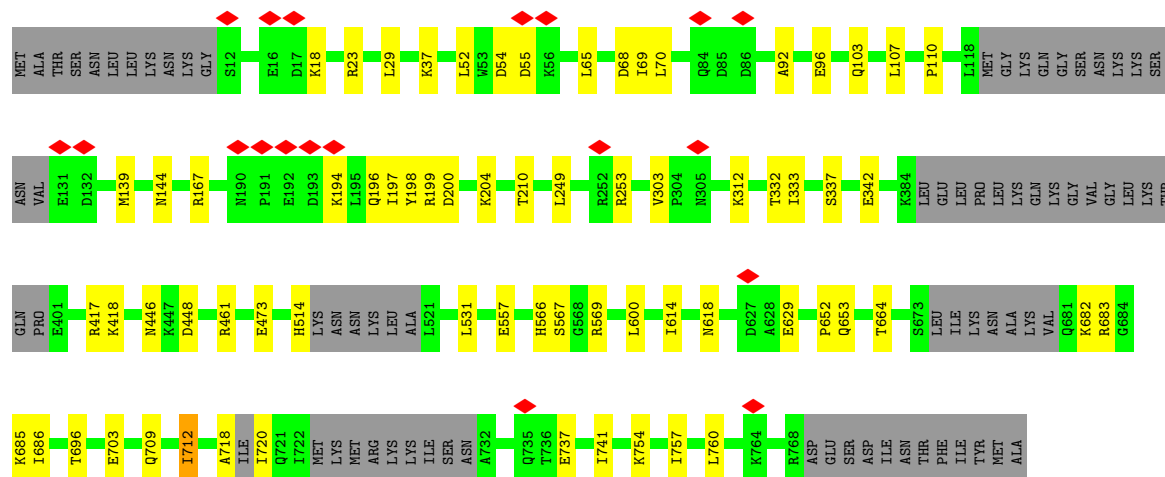 MET ALA THR SER ASN LEU LEU LYS ASN LYS GLY S12 E16 D17 K18 R23 L29 K37 L52 W53 D54 D55 K56 L65 D68 I69 L70 Q84 D85 D86 A92 E96 Q103 L107 P110 L118 MET GLY LYS GLN GLY SER ASN LYS LYS SER
ASN VAL E131 D132 M139 N144 R167 N190 P191 E192 D193 K194 L195 Q196 I197 Y198 R199 D200 K204 T210 L249 R252 R253 V303 P304 N305 K312 T332 I333 S337 E342 K384 LEU GLU LEU PRO LEU LYS GLN LYS GLY VAL GLY LEU LYS TYR
GLN PRO E401 R417 K418 N446 K447 D448 R461 E473 H514 LYS ASN ASN LYS LEU ALA L521 L531 E557 H566 S567 G568 R569 L600 I614 N618 D627 A628 E629 P652 Q653 T664 S673 LEU ILE LYS ASN ALA LYS VAL Q681 K682 R683 G684
K685 I686 T696 E703 Q709 I712 A718 ILE I720 Q721 I722 MET LYS MET ARG LYS LYS ILE SER ASN A732 Q735 T736 E737 I741 K754 I757 L760 K764 R768 ASP GLU SER ASP ILE ASN THR PHE ILE TYR MET ALA